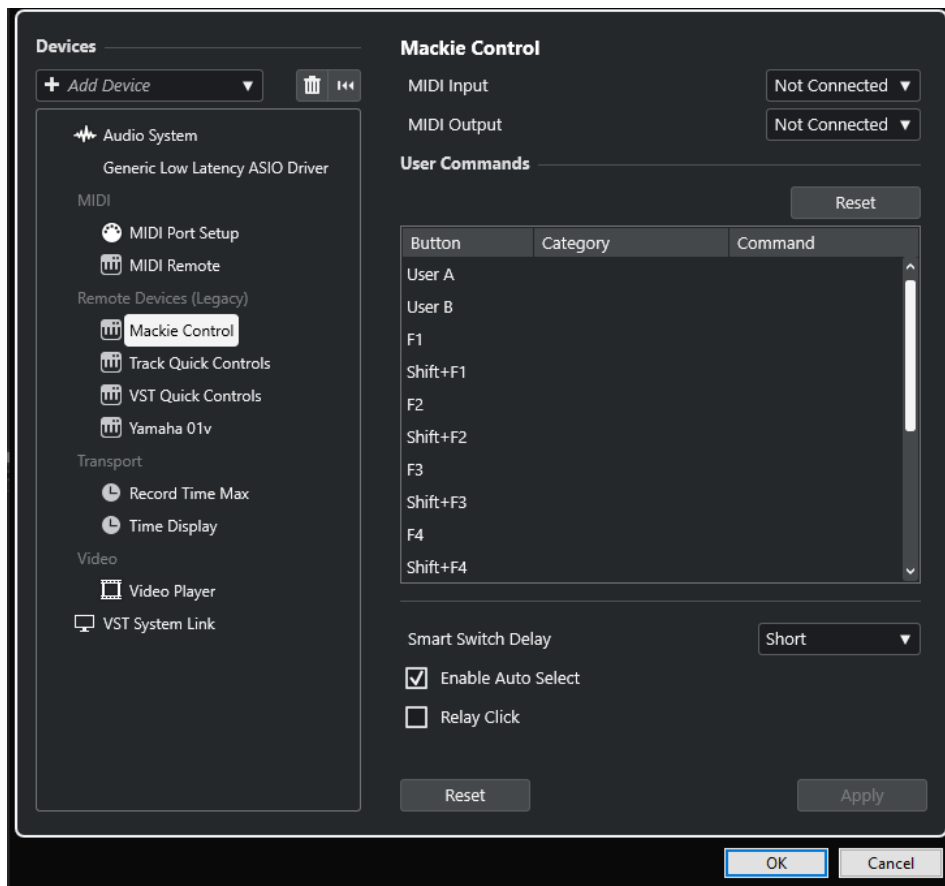 Devices
Add Device
Audio System
Generic Low Latency ASIO Driver
MIDI
MIDI Port Setup
MIDI Remote
Remote Devices (Legacy)
Mackie Control
Track Quick Controls
VST Quick Controls
Yamaha 01v
Transport
Record Time Max
Time Display
Video
Video Player
VST System Link
Mackie Control
MIDI Input Not Connected
MIDI Output Not Connected
User Commands
Reset
Button Category Command
User A
User B
F1
Shift+F1
F2
Shift+F2
F3
Shift+F3
F4
Shift+F4
Smart Switch Delay Short
Enable Auto Select
Relay Click
Reset Apply
OK Cancel